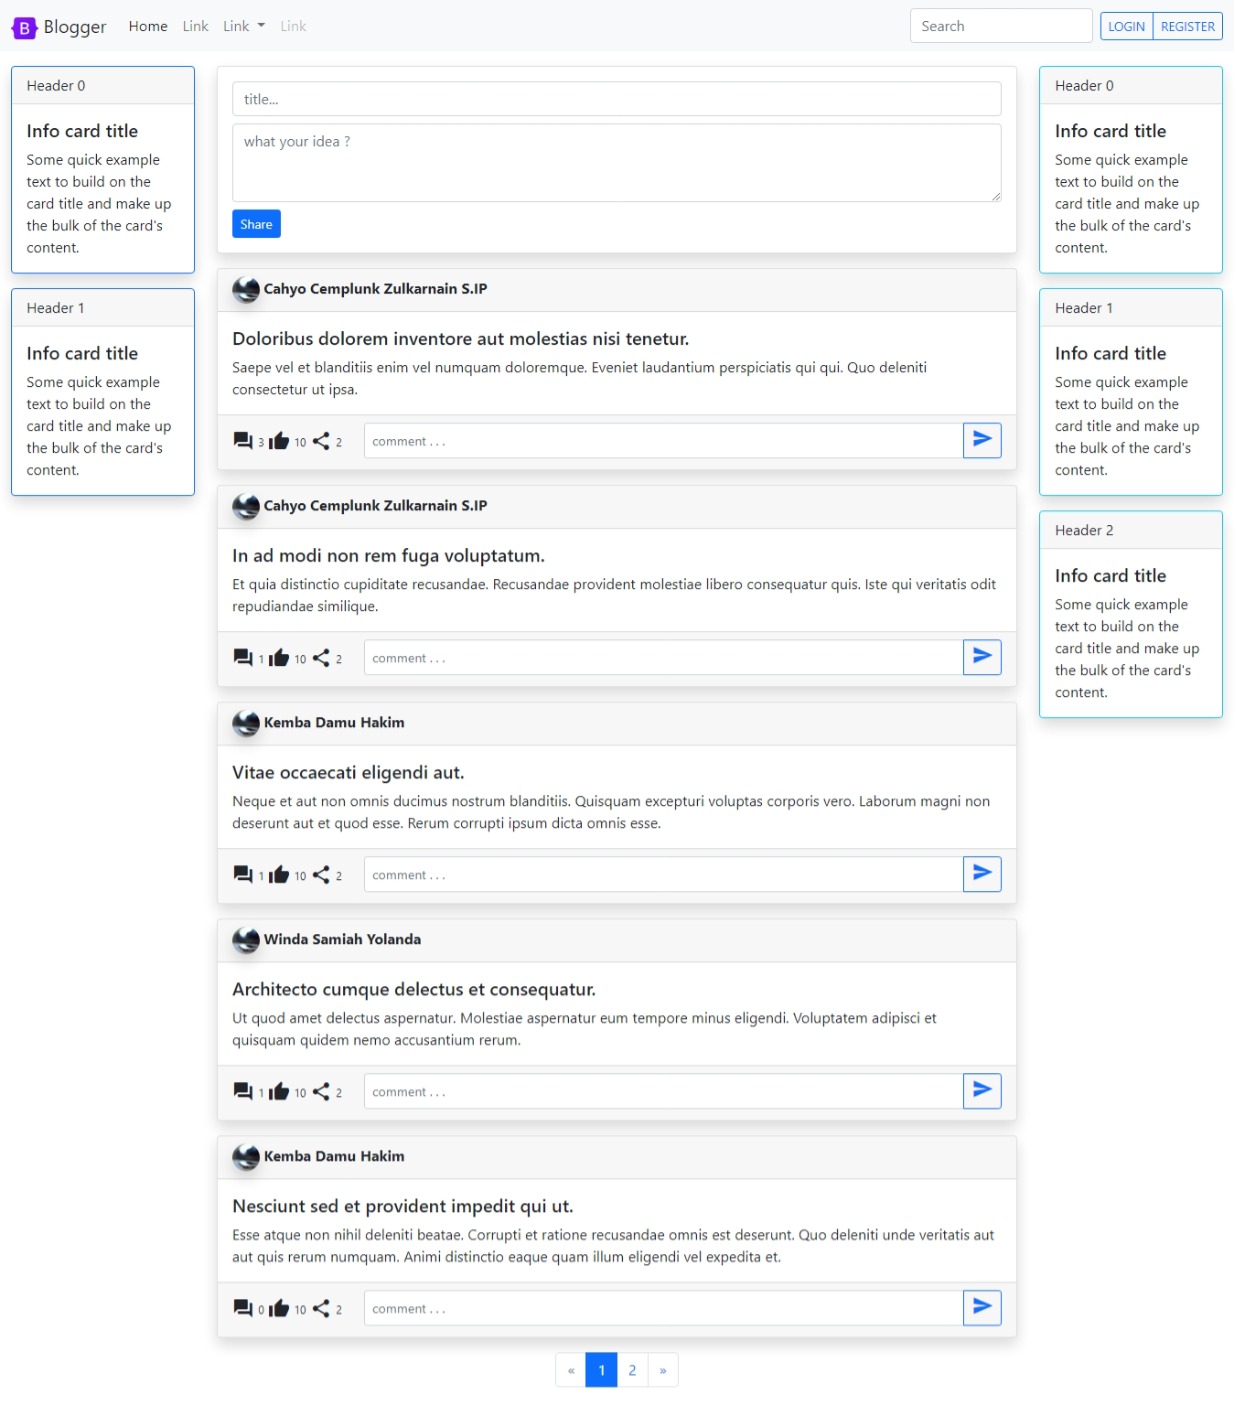 B Blogger Home Link Link Link Search LOGIN REGISTER
Header 0
Info card title
Some quick example
text to build on the
card title and make up
the bulk of the card's
content.
Header 1
Info card title
Some quick example
text to build on the
card title and make up
the bulk of the card's
content.
title...
what your idea ?
Share
Cahyo Cemplunk Zulkarnain S.IP
Doloribus dolorem inventore aut molestias nisi tenetur.
Saepe vel et blanditiis enim vel numquam doloremque. Eveniet laudantium perspiciatis qui qui. Quo deleniti
consectetur ut ipsa.
3 10 2 comment . . .
Cahyo Cemplunk Zulkarnain S.IP
In ad modi non rem fuga voluptatum.
Et quia distinctio cupiditate recusandae. Recusandae provident molestiae libero consequatur quis. Iste qui veritatis odit
repudiandae similique.
1 10 2 comment . . .
Kemba Damu Hakim
Vitae occaecati eligendi aut.
Neque et aut non omnis ducimus nostrum blanditiis. Quisquam excepturi voluptas corporis vero. Laborum magni non
deserunt aut et quod esse. Rerum corrupti ipsum dicta omnis esse.
1 10 2 comment . . .
Winda Samiah Yolanda
Architecto cumque delectus et consequatur.
Ut quod amet delectus aspernatur. Molestiae aspernatur eum tempore minus eligendi. Voluptatem adipisci et
quisquam quidem nemo accusantium rerum.
1 10 2 comment . . .
Kemba Damu Hakim
Nesciunt sed et provident impedit qui ut.
Esse atque non nihil deleniti beatae. Corrupti et ratione recusandae omnis est deserunt. Quo deleniti unde veritatis aut
aut quis rerum numquam. Animi distinctio eaque quam illum eligendi vel expedita et.
0 10 2 comment . . .
« 1 2 »
Header 0
Info card title
Some quick example
text to build on the
card title and make up
the bulk of the card's
content.
Header 1
Info card title
Some quick example
text to build on the
card title and make up
the bulk of the card's
content.
Header 2
Info card title
Some quick example
text to build on the
card title and make up
the bulk of the card's
content.